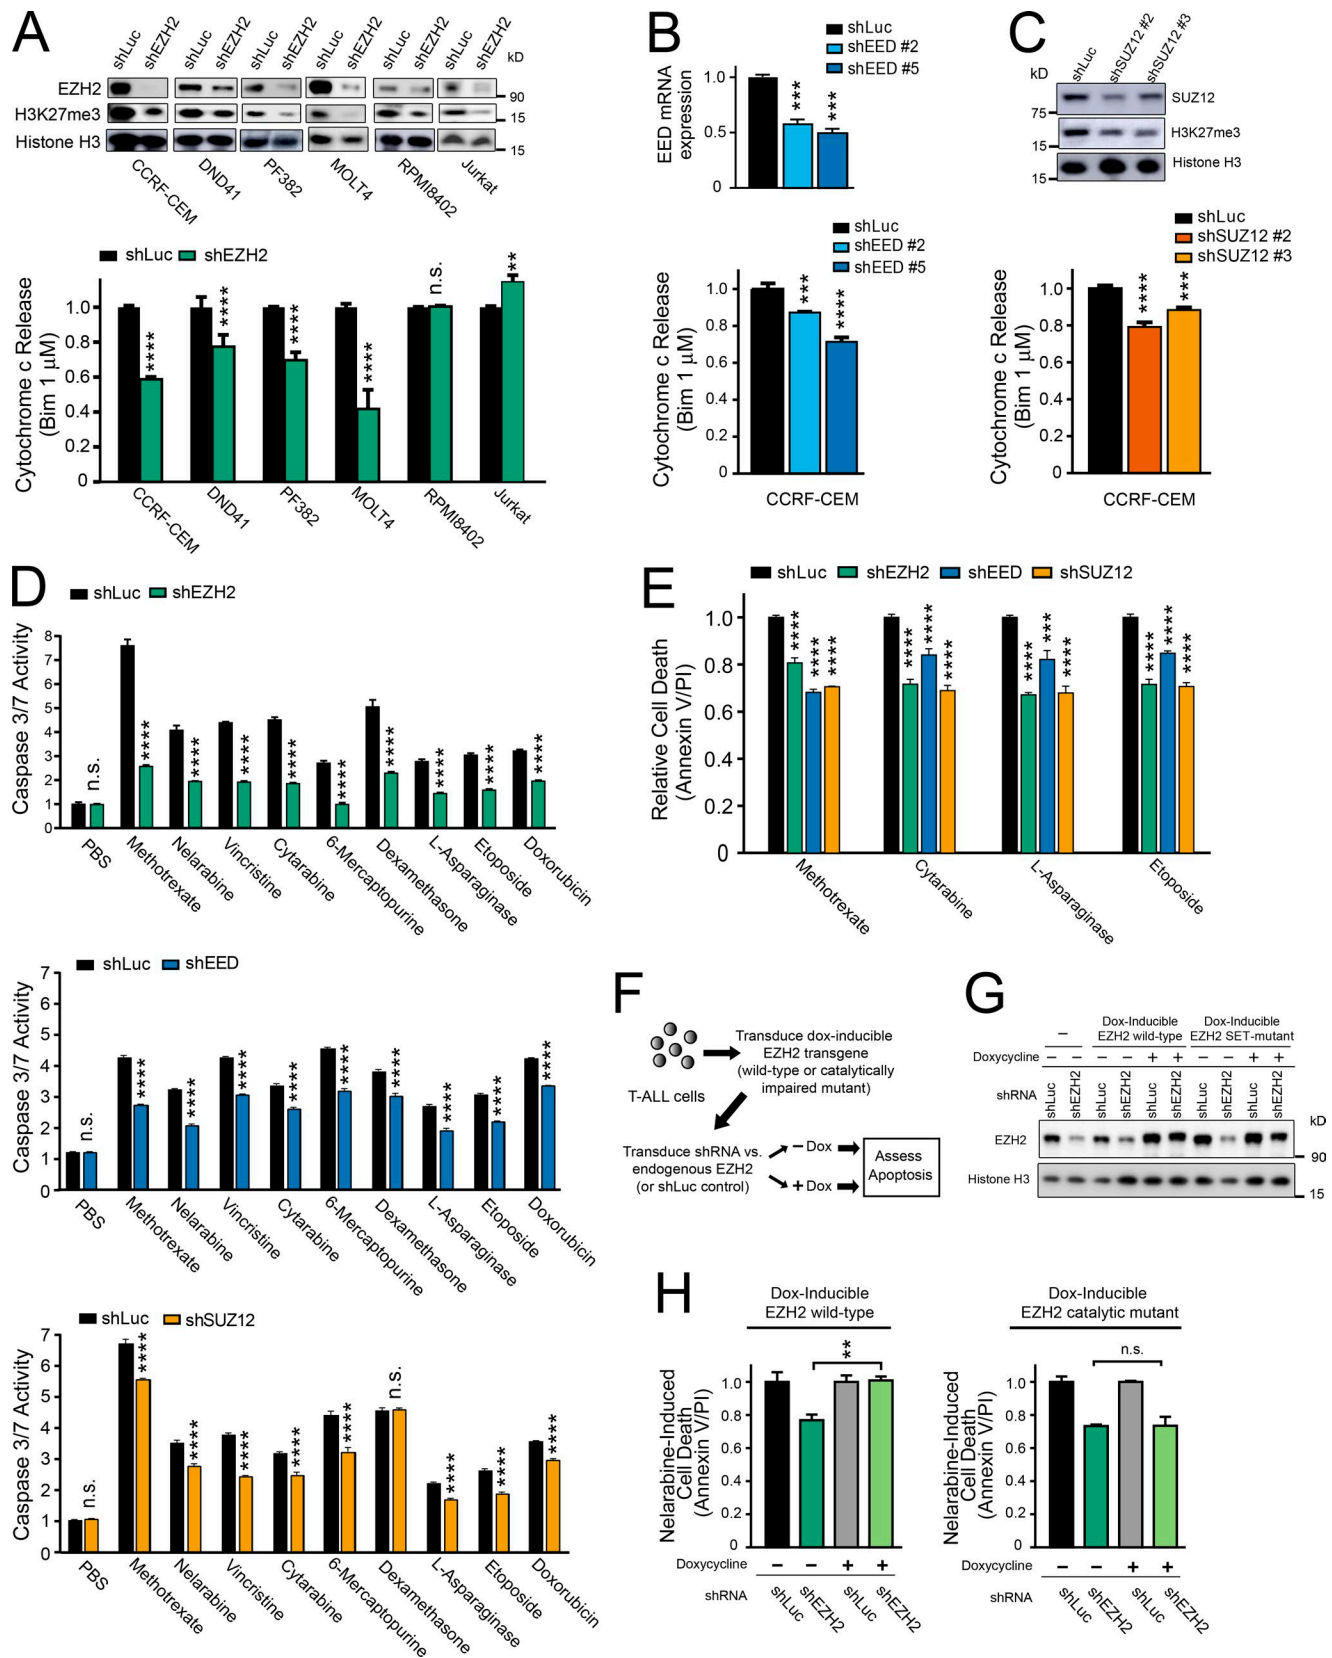 A
shLuc
shEZH2
shLuc
shEZH2
shLuc
shEZH2
shLuc
shEZH2
shLuc
shEZH2
shLuc
shEZH2
kD
EZH2
90
H3K27me3
15
Histone H3
15
CCRF-CEM
DND41
PF382
MOLT4
RPMI8402
Jurkat
shLuc shEZH2
Cytochrome c Release
(Bim 1 µM)
1.0
0.8
0.6
0.4
0.2
0
****
****
****
****
n.s.
**
CCRF-CEM
DND41
PF382
MOLT4
RPMI8402
Jurkat
B
shLuc
shEED #2
shEED #5
EED mRNA
expression
1.0
0.5
0
***
***
shLuc
shEED #2
shEED #5
Cytochrome c Release
(Bim 1 µM)
1.0
0.8
0.6
0.4
0.2
0
***
****
CCRF-CEM
C
shLuc
shSUZ12 #2
shSUZ12 #3
kD
SUZ12
75
H3K27me3
15
Histone H3
15
shLuc
shSUZ12 #2
shSUZ12 #3
Cytochrome c Release
(Bim 1 µM)
1.0
0.8
0.6
0.4
0.2
0
****
***
CCRF-CEM
D
shLuc shEZH2
Caspase 3/7 Activity
8
7
6
5
4
3
2
1
0
n.s.
****
****
****
****
****
****
****
****
****
PBS
Methotrexate
Nelarabine
Vincristine
Cytarabine
6-Mercaptopurine
Dexamethasone
L-Asparaginase
Etoposide
Doxorubicin
shLuc shEED
Caspase 3/7 Activity
7
6
5
4
3
2
1
0
n.s.
****
****
****
****
****
****
****
****
****
PBS
Methotrexate
Nelarabine
Vincristine
Cytarabine
6-Mercaptopurine
Dexamethasone
L-Asparaginase
Etoposide
Doxorubicin
shLuc shSUZ12
Caspase 3/7 Activity
7
6
5
4
3
2
1
0
n.s.
****
****
****
****
****
n.s.
****
****
****
PBS
Methotrexate
Nelarabine
Vincristine
Cytarabine
6-Mercaptopurine
Dexamethasone
L-Asparaginase
Etoposide
Doxorubicin
E
shLuc shEZH2 shEED shSUZ12
Relative Cell Death
(Annexin V/PI)
1.0
0.8
0.6
0.4
0.2
0
****
****
****
****
****
****
****
***
****
****
****
****
Methotrexate
Cytarabine
L-Asparaginase
Etoposide
F
T-ALL cells
Transduce dox-inducible
EZH2 transgene
(wild-type or catalytically
impaired mutant)
Transduce shRNA vs.
endogenous EZH2
(or shLuc control)
– Dox
+ Dox
Assess
Apoptosis
G
–
Dox-Inducible
EZH2 wild-type
Dox-Inducible
EZH2 SET-mutant
Doxycycline – – – – + + – – + +
shRNA
shLuc
shEZH2
shLuc
shEZH2
shLuc
shEZH2
shLuc
shEZH2
shLuc
shEZH2
kD
EZH2
90
Histone H3
15
H
Dox-Inducible
EZH2 wild-type
Nelarabine-Induced
Cell Death
(Annexin V/PI)
1.0
0.8
0.6
0.4
0.2
0
**
Doxycycline – – + +
shRNA
shLuc
shEZH2
shLuc
shEZH2
Dox-Inducible
EZH2 catalytic mutant
Nelarabine-Induced
Cell Death
(Annexin V/PI)
1.0
0.8
0.6
0.4
0.2
0
n.s.
Doxycycline – – + +
shRNA
shLuc
shEZH2
shLuc
shEZH2